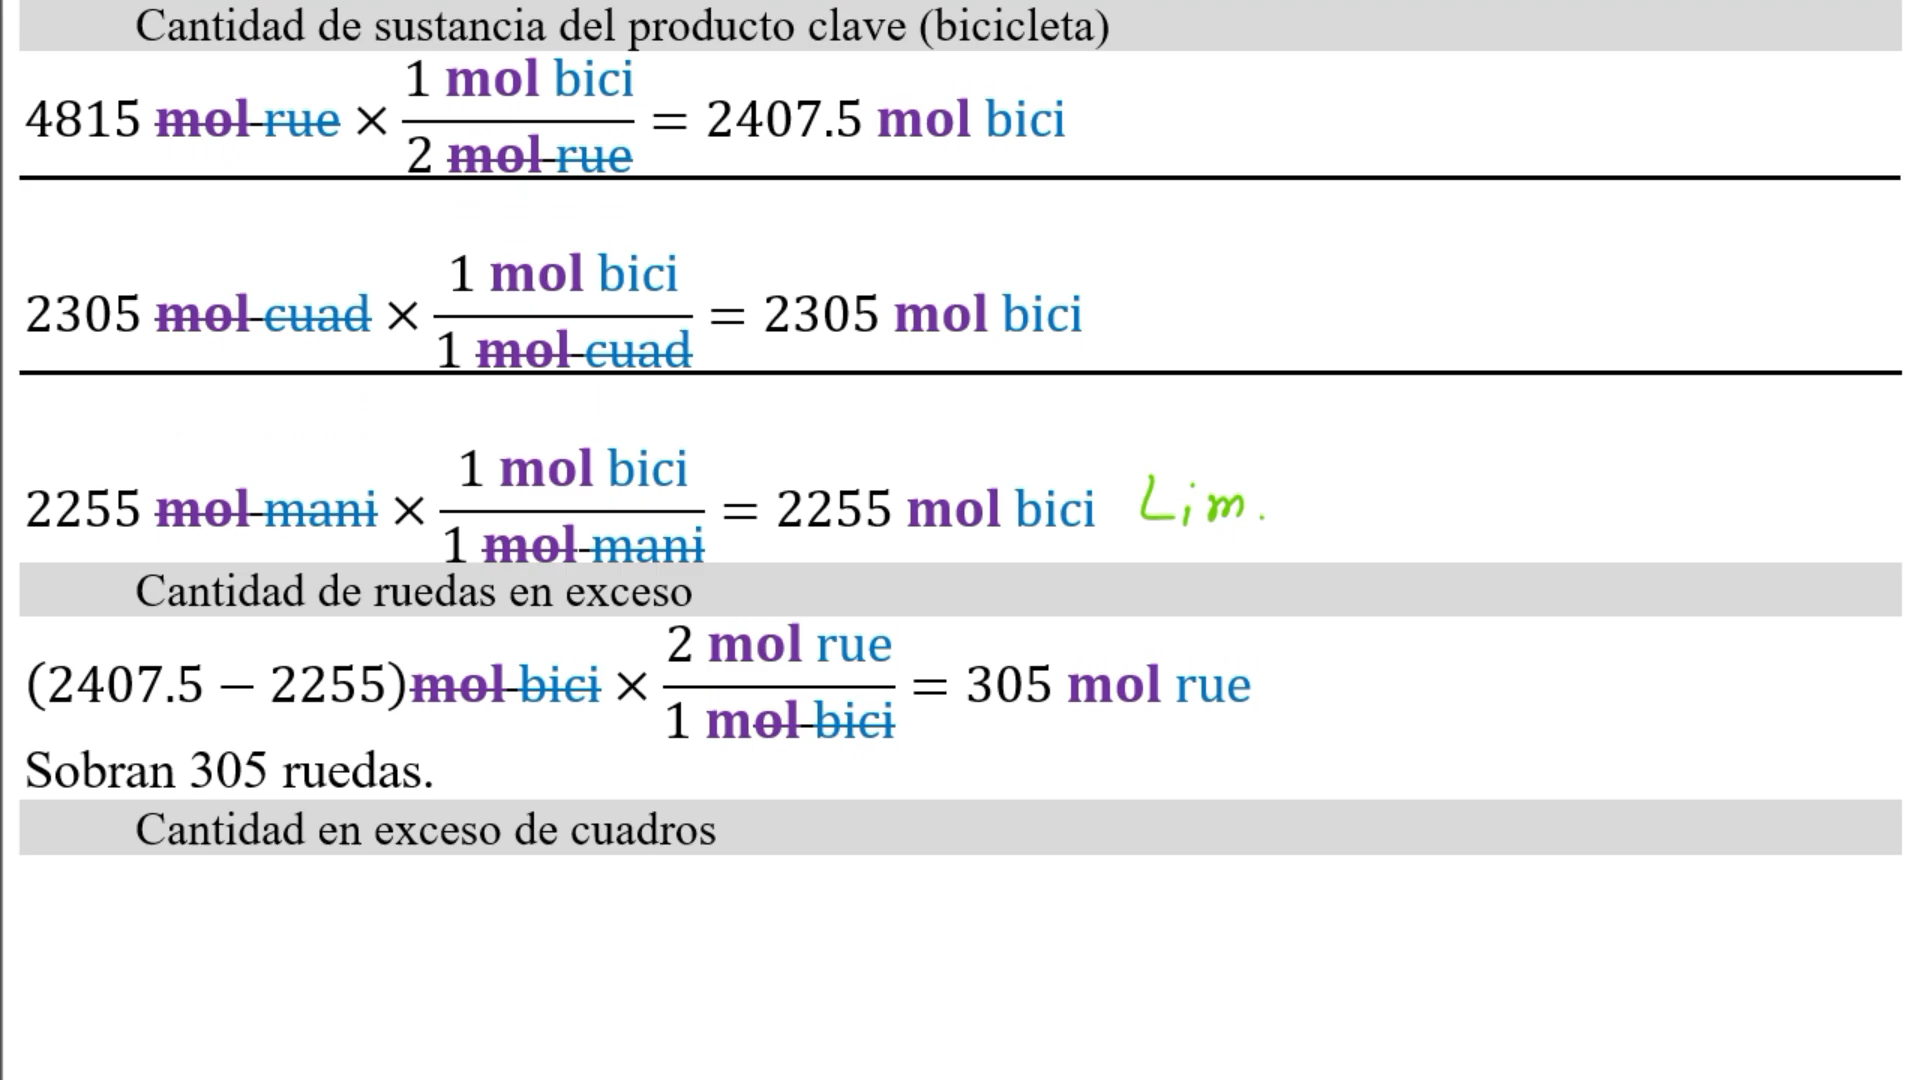 Cantidad de sustancia del producto clave (bicicleta)
4815 mol rue × 1 mol bici / 2 mol rue = 2407.5 mol bici
2305 mol cuad × 1 mol bici / 1 mol cuad = 2305 mol bici
2255 mol mani × 1 mol bici / 1 mol mani = 2255 mol bici Lim.
Cantidad de ruedas en exceso
(2407.5 − 2255)mol bici × 2 mol rue / 1 mol bici = 305 mol rue
Sobran 305 ruedas.
Cantidad en exceso de cuadros